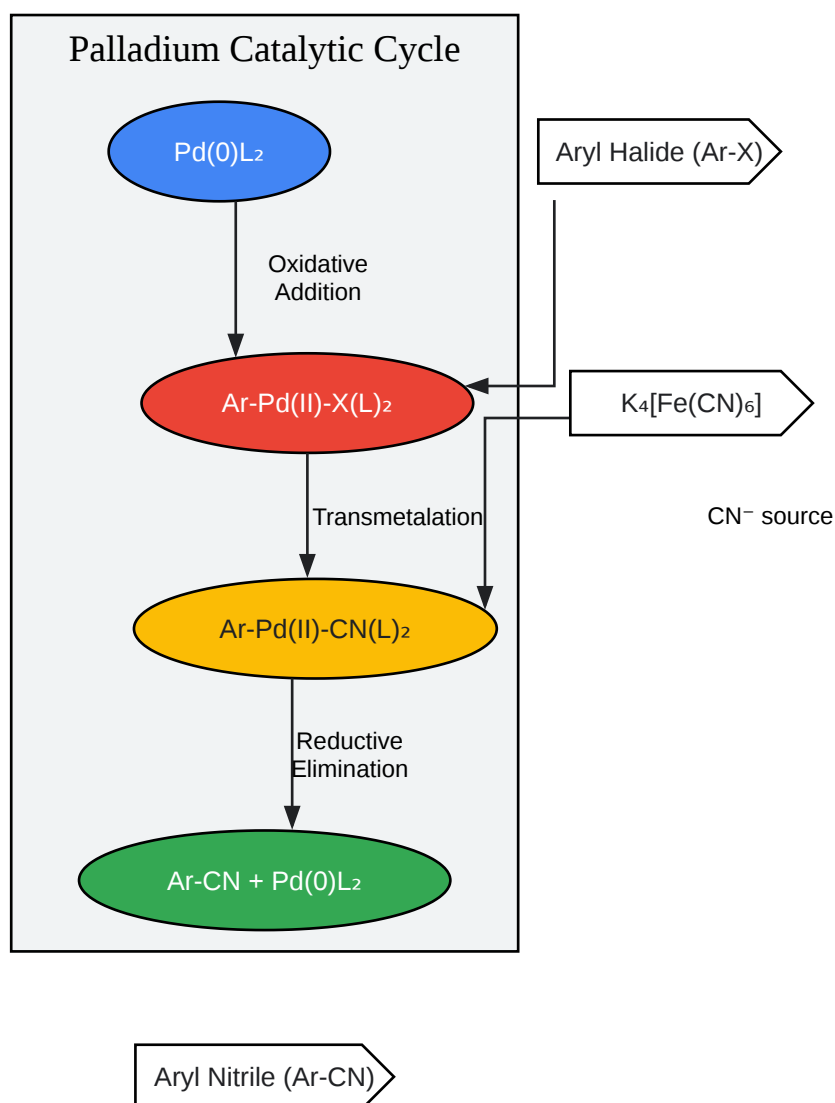 Palladium Catalytic Cycle
Pd(0)L₂
Aryl Halide (Ar-X)
Oxidative
Addition
Ar-Pd(II)-X(L)₂
K₄[Fe(CN)₆]
Transmetalation
CN⁻ source
Ar-Pd(II)-CN(L)₂
Reductive
Elimination
Ar-CN + Pd(0)L₂
Aryl Nitrile (Ar-CN)